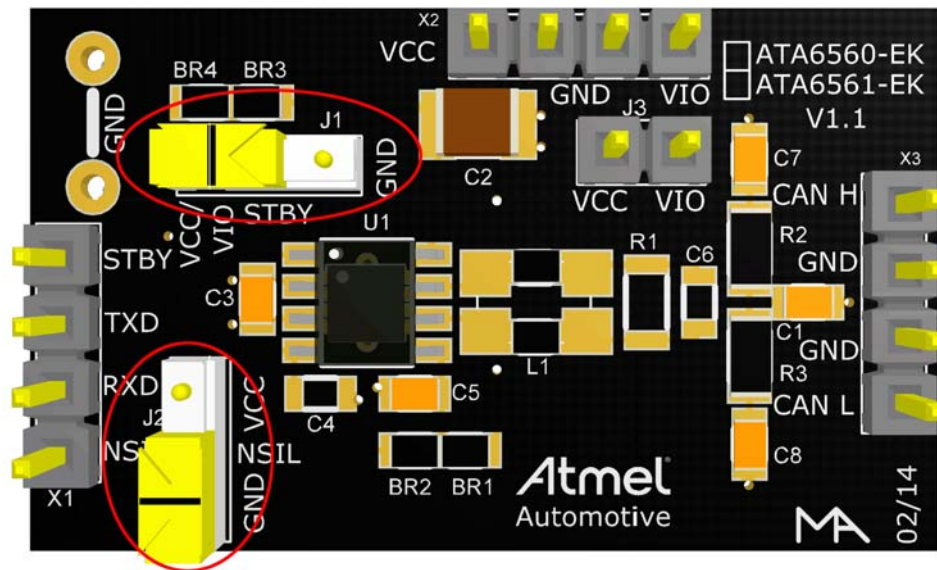 X2
VCC
GND
VIO
ATA6560-EK
ATA6561-EK
V1.1
BR4
BR3
GND
J1
GND
VCC/
VIO
STBY
C2
J3
VCC
VIO
C7
X3
CAN H
R2
GND
STBY
U1
C3
R1
C6
TXD
C1
GND
RXD
J2
VCC
C4
C5
L1
R3
CAN L
NSIL
GND
X1
BR2
BR1
C8
Atmel
Automotive
MA
02/14